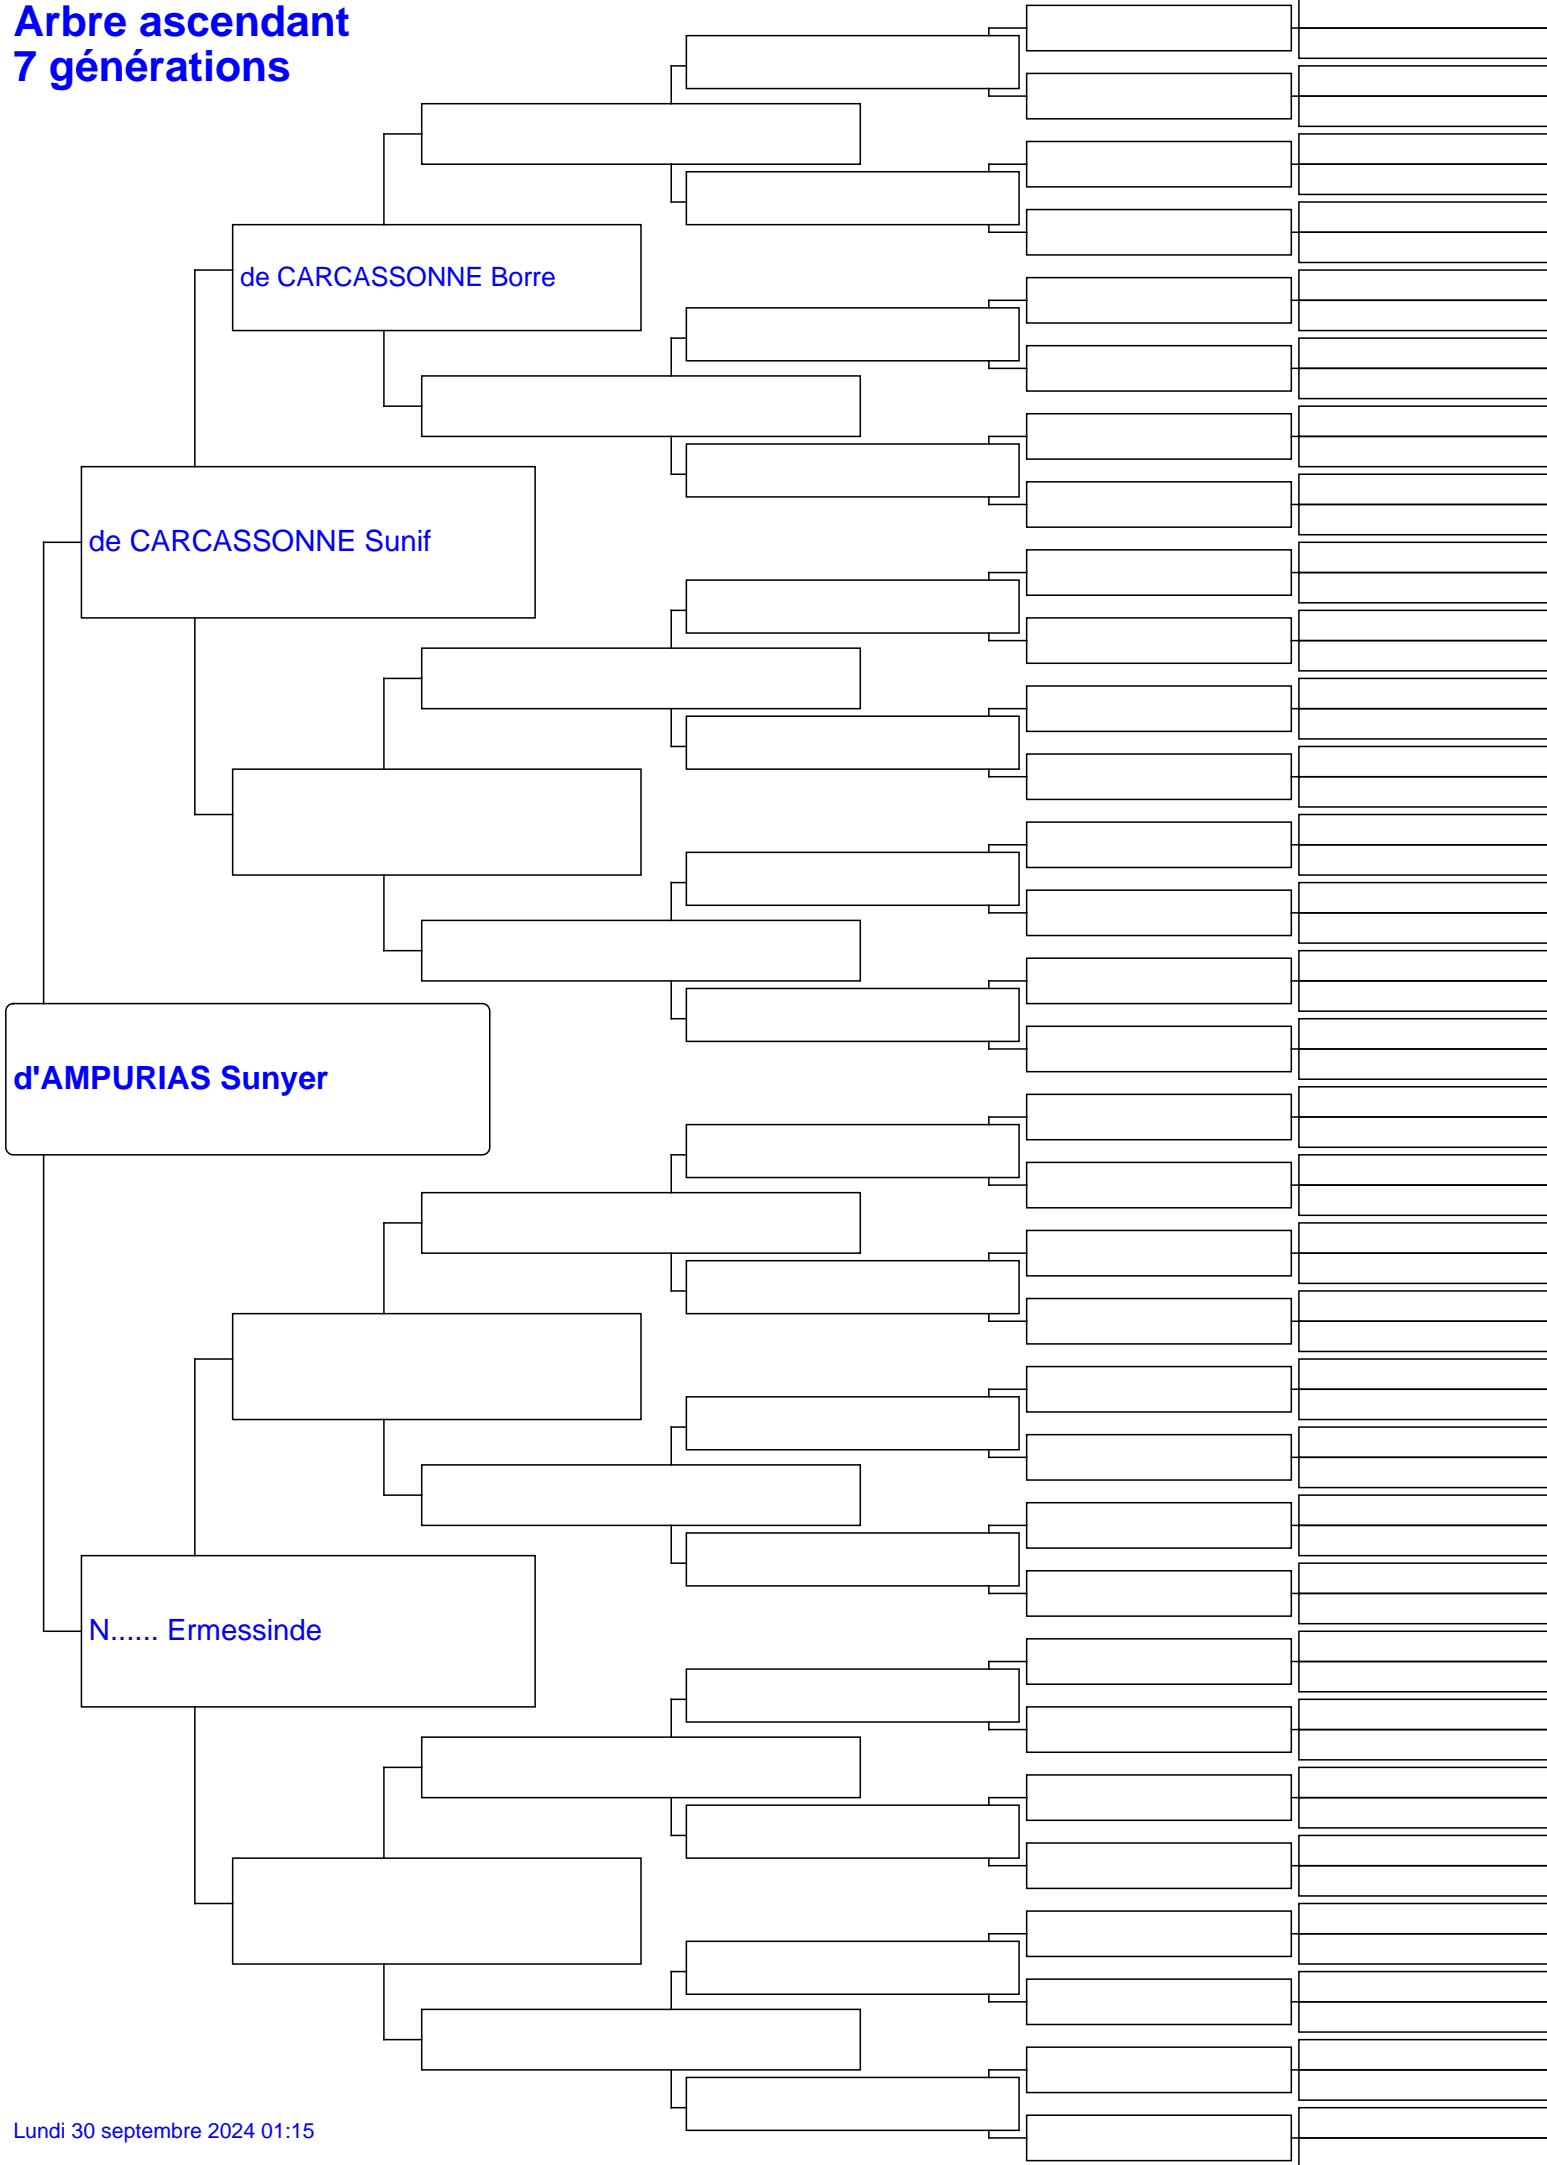 Arbre ascendant
7 générations
de CARCASSONNE Borre
de CARCASSONNE Sunif
d'AMPURIAS Sunyer
N...... Ermessinde
Lundi 30 septembre 2024 01:15